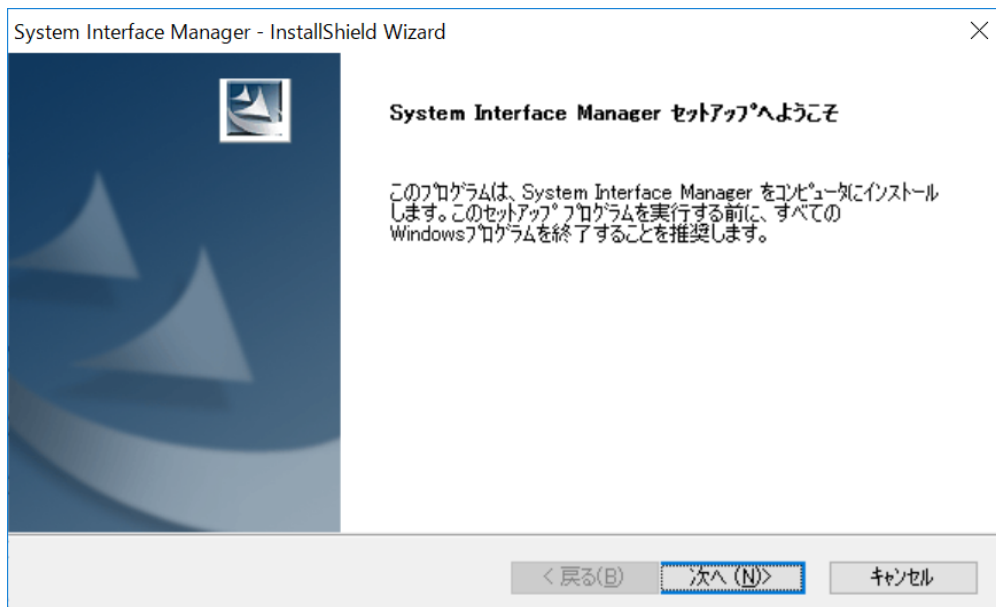 System Interface Manager - InstallShield Wizard
System Interface Manager ｾｯﾄｱｯﾌﾟへようこそ
このﾌﾟﾛｸﾞﾗﾑは、System Interface Manager をｺﾝﾋﾟｭｰﾀにｲﾝｽﾄｰﾙ
します。このｾｯﾄｱｯﾌﾟ ﾌﾟﾛｸﾞﾗﾑを実行する前に、すべての
Windowsﾌﾟﾛｸﾞﾗﾑを終了することを推奨します。
< 戻る(B)
次へ (N)>
ｷｬﾝｾﾙ